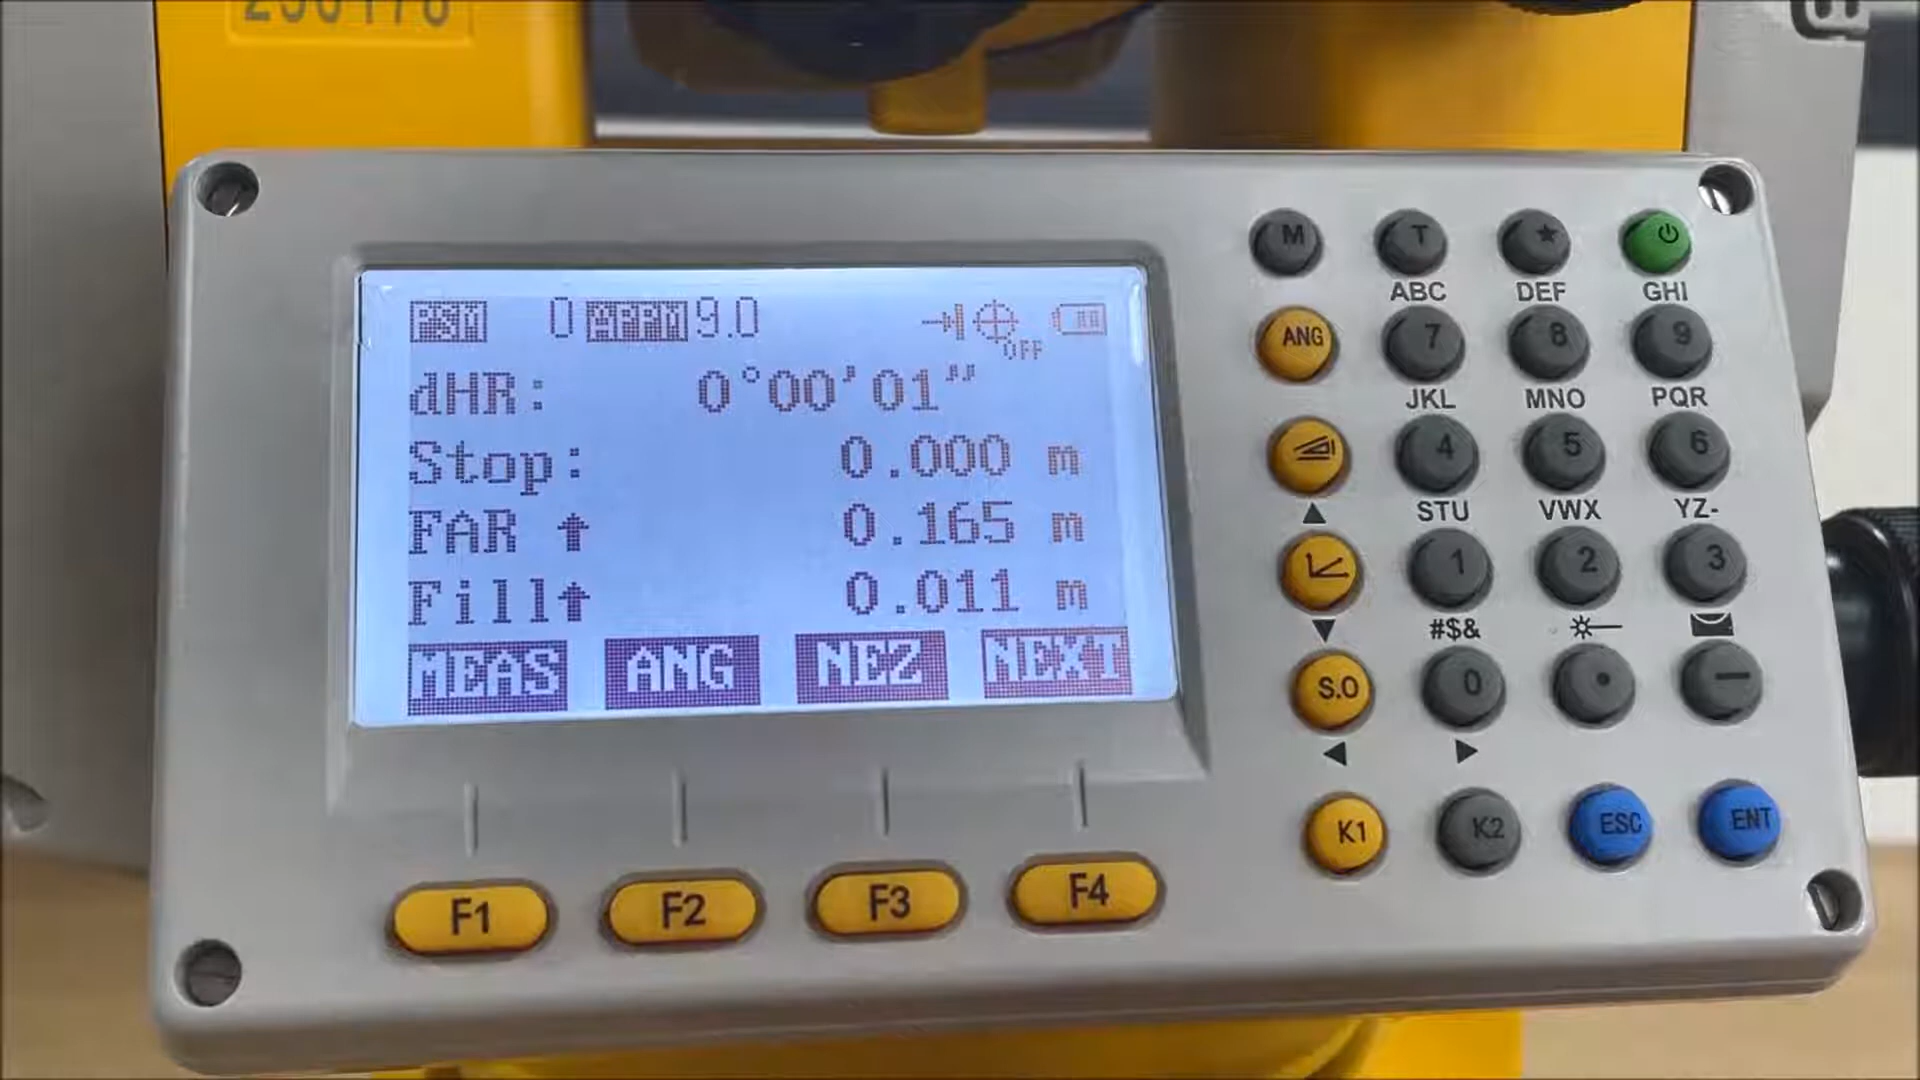 PSM 0 APPM 9.0
OFF
dHR: 0°00'01"
Stop: 0.000 m
FAR ↑ 0.165 m
Fill↑ 0.011 m
MEAS ANG NEZ NEXT
F1 F2 F3 F4
M T ★
ABC DEF GHI
ANG 7 8 9
JKL MNO PQR
4 5 6
▲ STU VWX YZ-
1 2 3
▼ #$&
S.O 0 • —
◀ ▶
K1 K2 ESC ENT